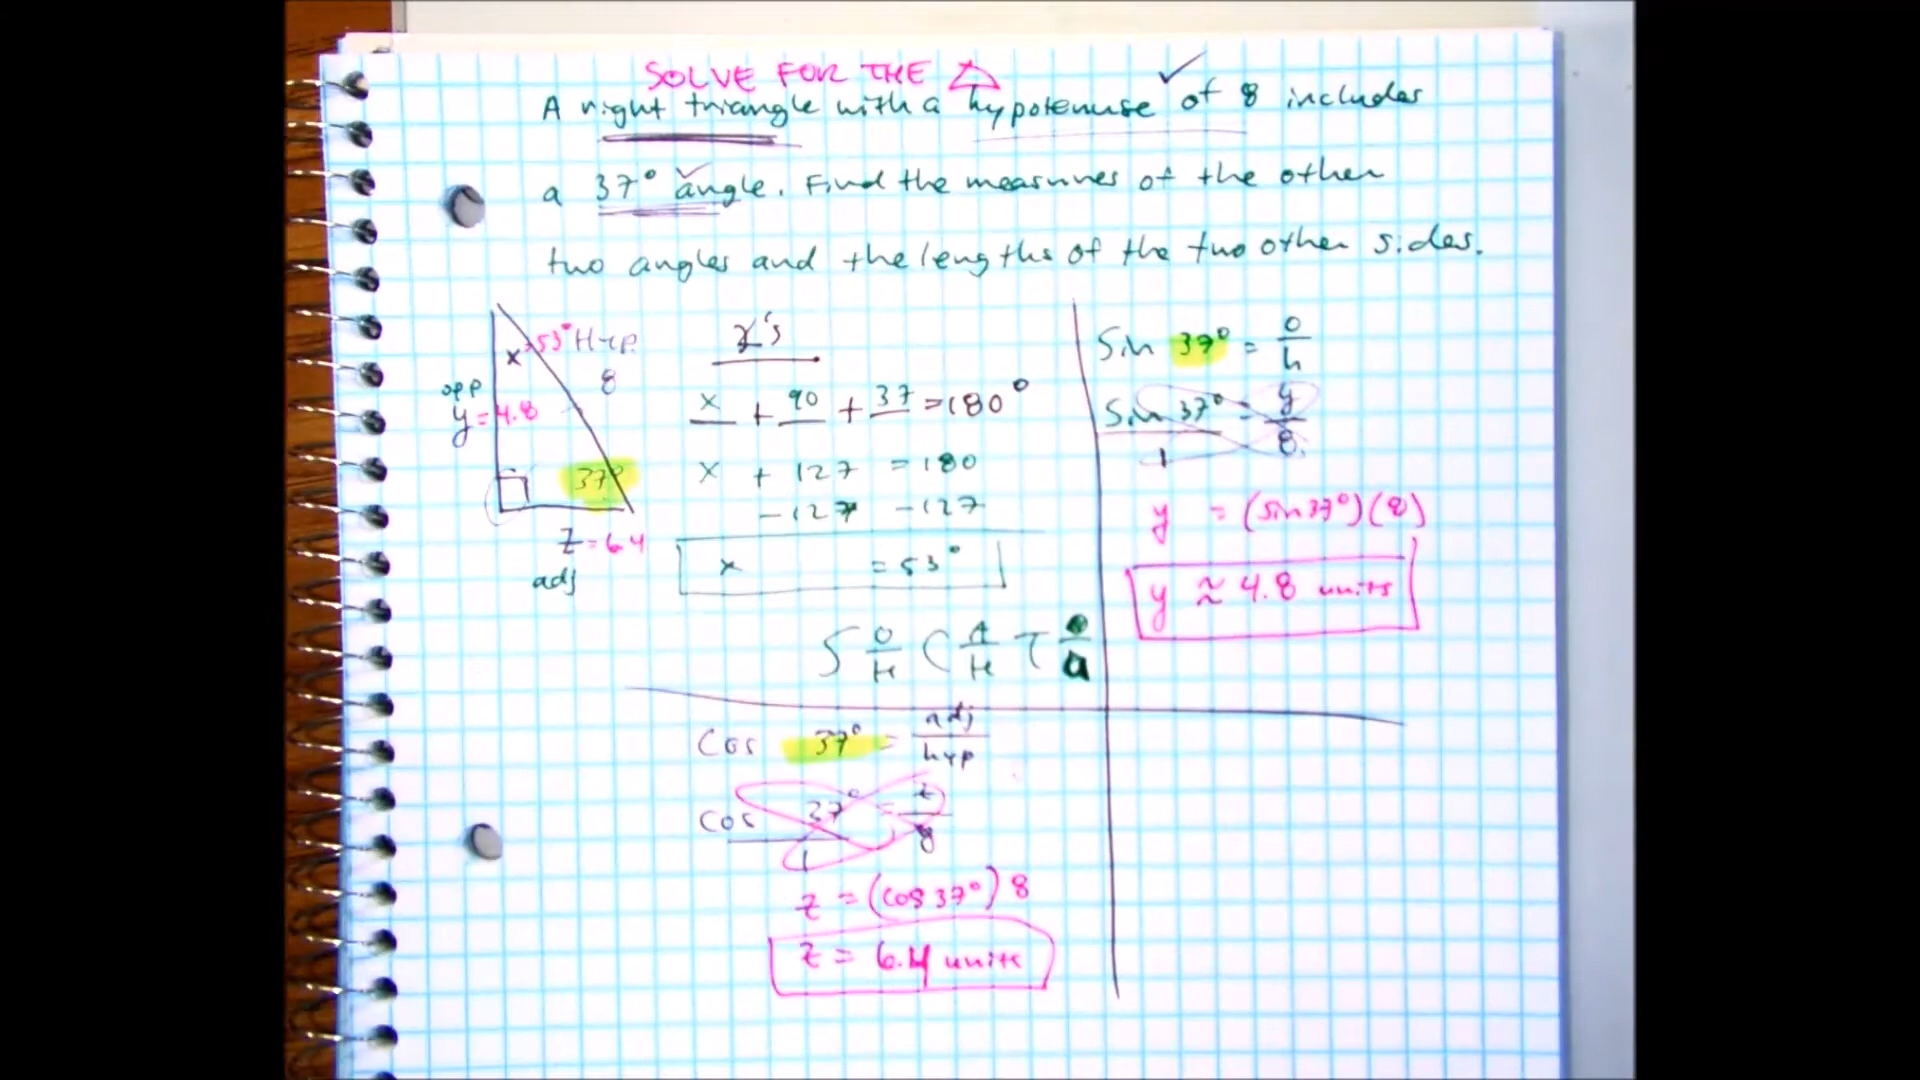 SOLVE FOR THE △
A right triangle with a hypotenuse of 8 includes
a 37° angle. Find the measures of the other
two angles and the lengths of the two other sides.
x 53° Hyp.
8
opp
y = 4.8
37°
z = 6.4
adj
∠'s
x + 90 + 37 = 180°
x + 127 = 180
-127 -127
x = 53°
S O/H C A/H T O/A
Sin 37° = o/h
Sin 37°/1 = y/8
y = (sin 37°)(8)
y ≈ 4.8 units
Cos 37° = adj/hyp
Cos 37°/1 = z/8
z = (cos 37°) 8
z = 6.4 units